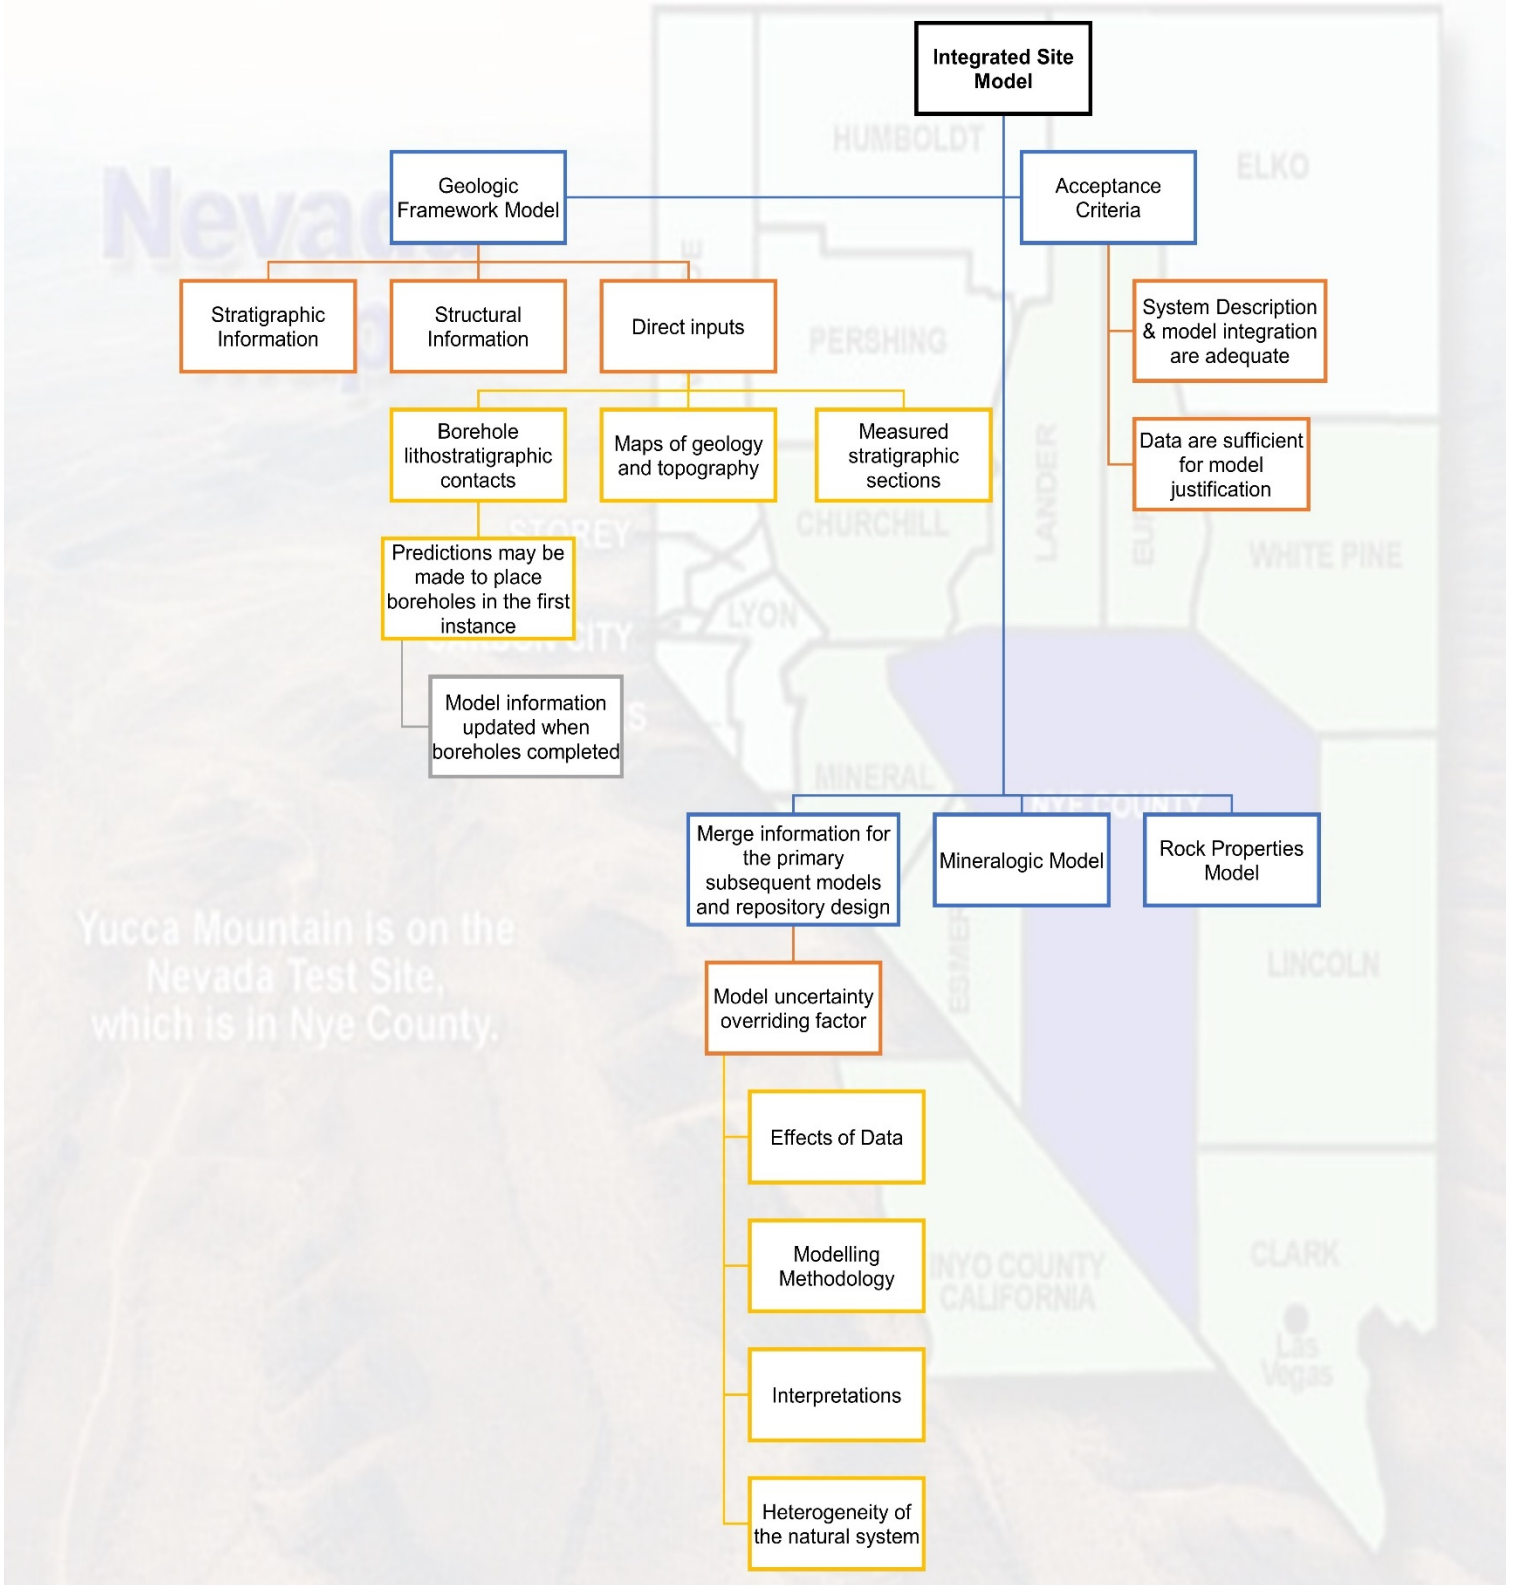 Integrated Site
Model
Geologic
Framework Model
Acceptance
Criteria
Stratigraphic
Information
Structural
Information
Direct inputs
System Description
& model integration
are adequate
Borehole
lithostratigraphic
contacts
Maps of geology
and topography
Measured
stratigraphic
sections
Data are sufficient
for model
justification
Predictions may be
made to place
boreholes in the first
instance
Model information
updated when
boreholes completed
Merge information for
the primary
subsequent models
and repository design
Mineralogic Model
Rock Properties
Model
Model uncertainty
overriding factor
Effects of Data
Modelling
Methodology
Interpretations
Heterogeneity of
the natural system
Nevada
HUMBOLDT
ELKO
PERSHING
CHURCHILL
LANDER
WHITE PINE
STOREY
LYON
CITY
MINERAL
NYE COUNTY
LINCOLN
Yucca Mountain is on the
Nevada Test Site,
which is in Nye County.
INYO COUNTY
CALIFORNIA
CLARK
Las
Vegas